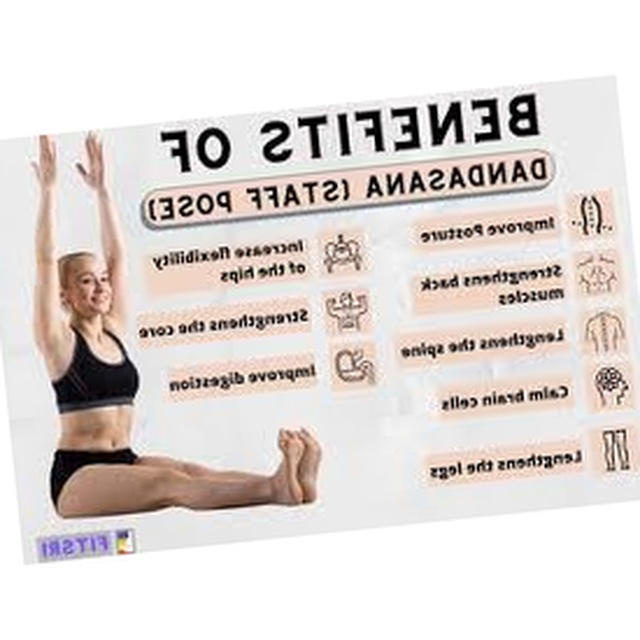 BENEFITS OF
DANDASANA (STAFF POSE)
Improve Posture
Strengthens back
muscles
Lengthens the spine
Calm brain cells
Lengthens the legs
Increase flexibility
of the hips
Strengthens the core
Improve digestion
FITSRI